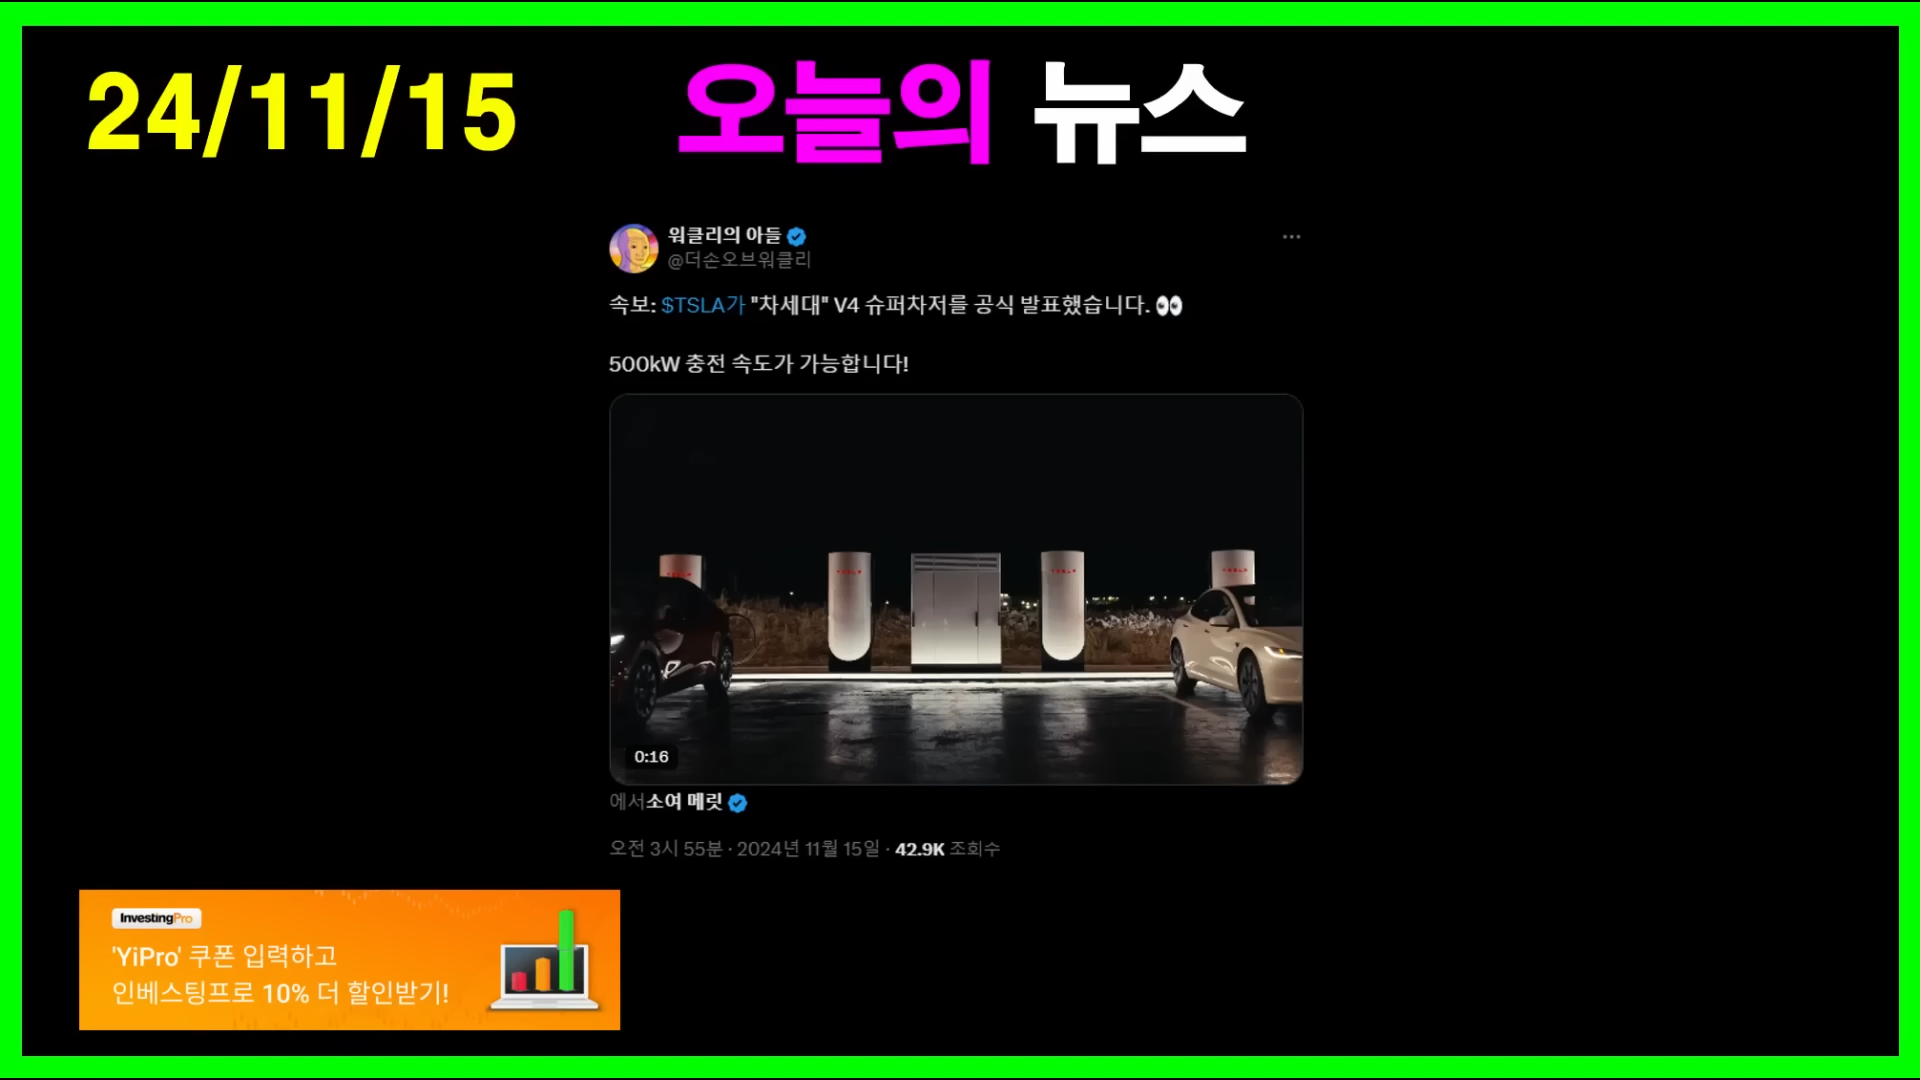 24/11/15
오늘의 뉴스
워클리의 아들
@더손오브워클리
속보: $TSLA가 "차세대" V4 슈퍼차저를 공식 발표했습니다. 👀
500kW 충전 속도가 가능합니다!
TESLA
TESLA
TESLA
TESLA
0:16
에서소여 메릿
오전 3시 55분 · 2024년 11월 15일 · 42.9K 조회수
InvestingPro
'YiPro' 쿠폰 입력하고
인베스팅프로 10% 더 할인받기!